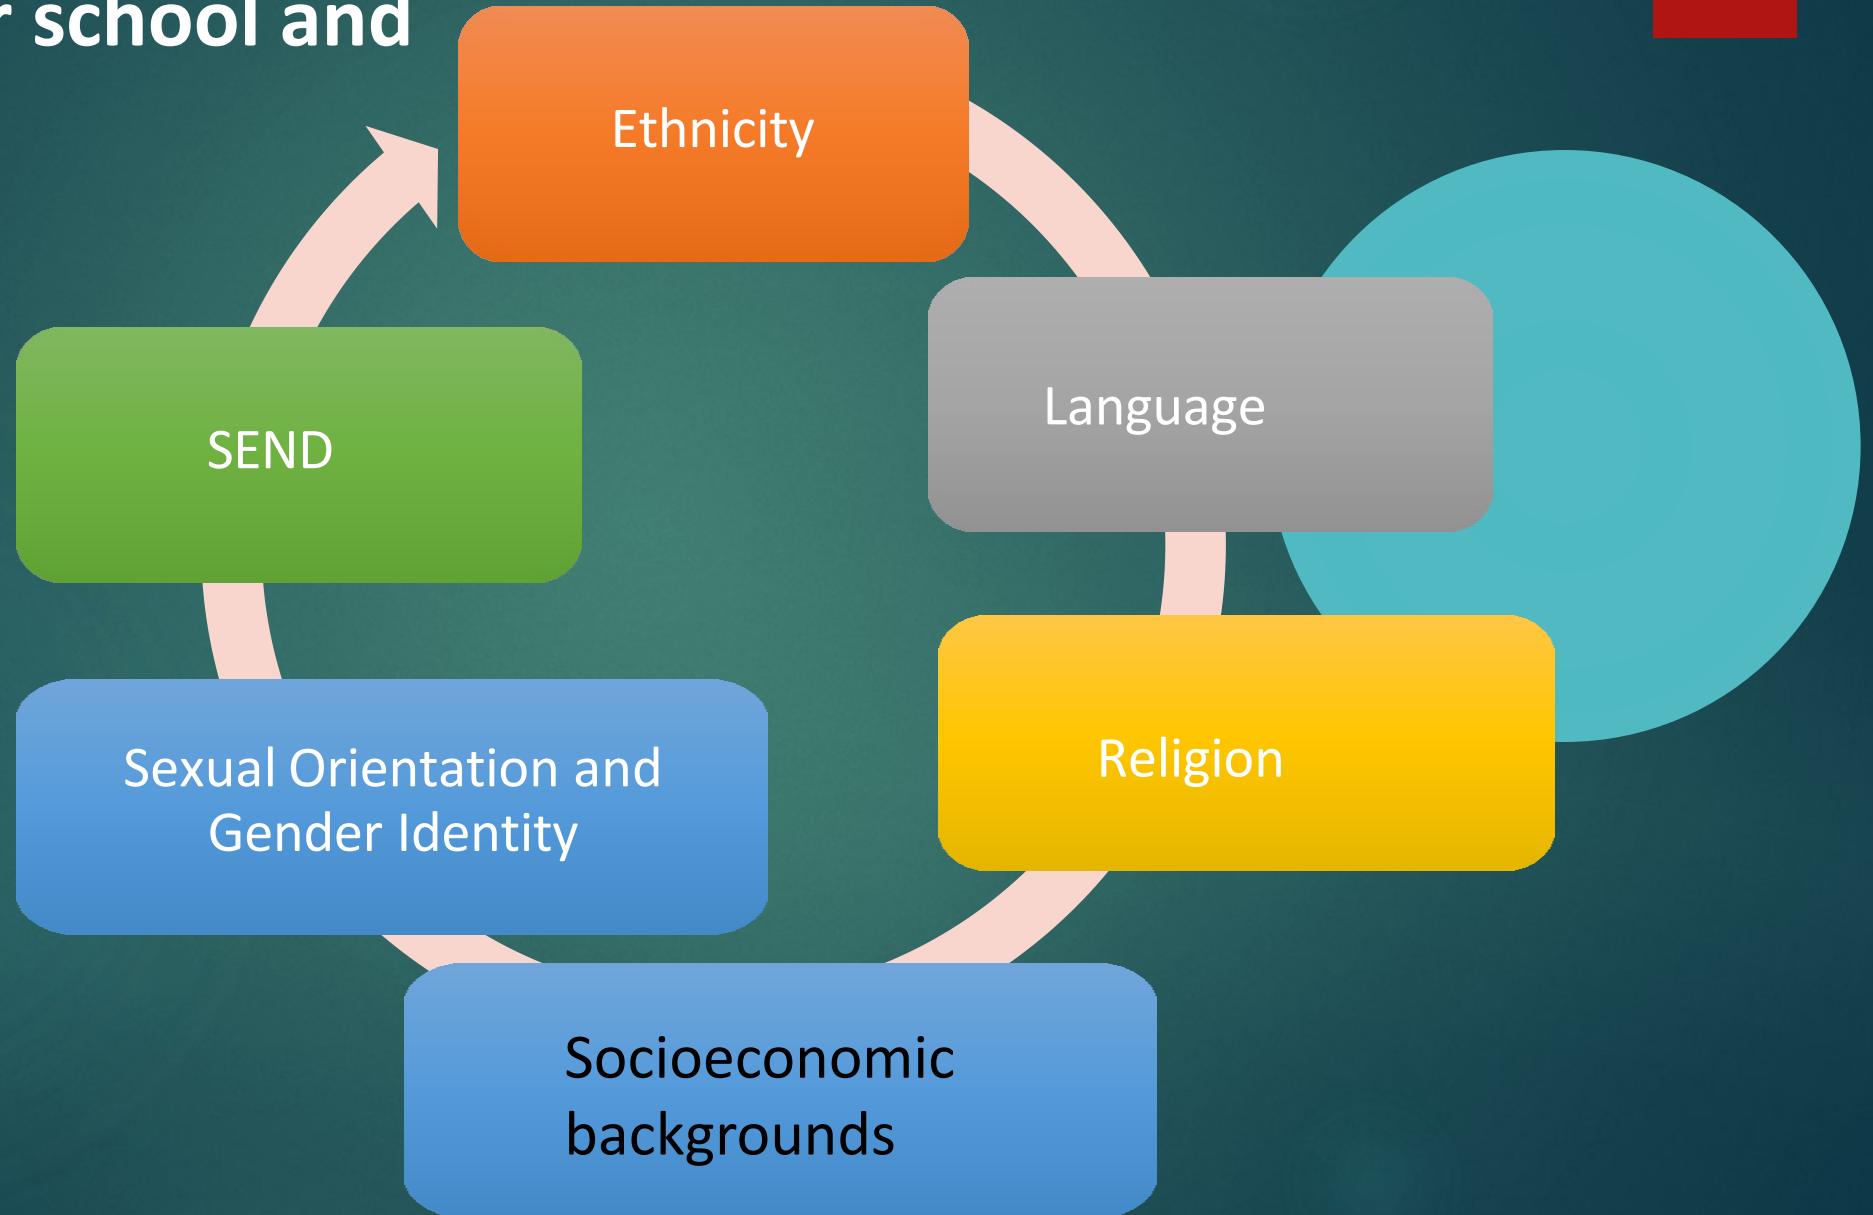 r school and
Ethnicity
Language
Religion
Socioeconomic
backgrounds
Sexual Orientation and
Gender Identity
SEND